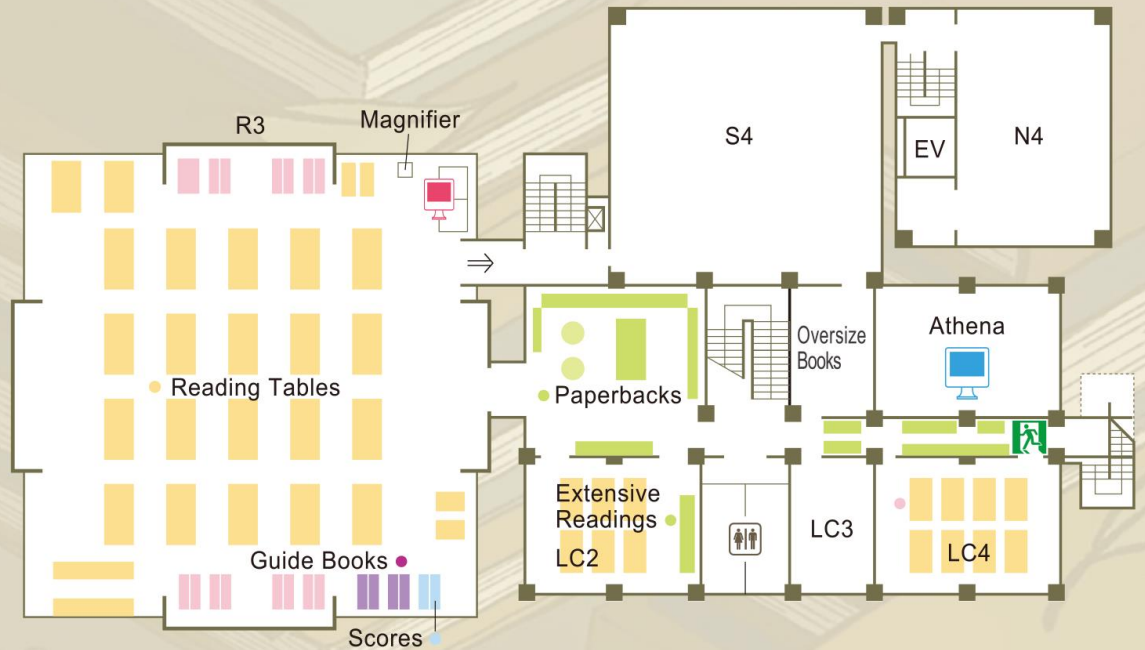 R3
Magnifier
S4
EV
N4
Oversize
Books
Athena
Reading Tables
Paperbacks
Extensive
Readings
LC2
LC3
LC4
Guide Books
Scores